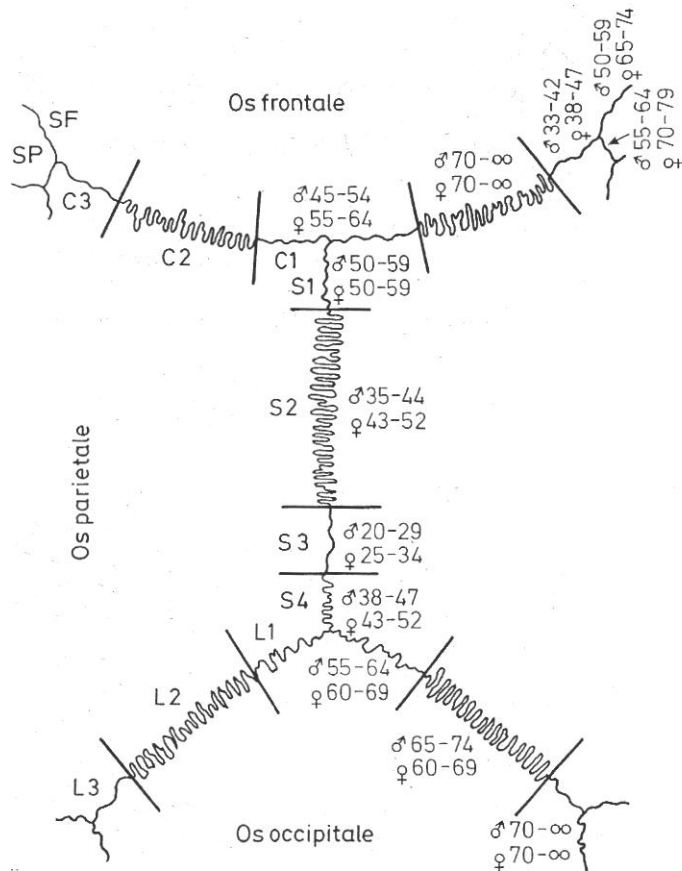 Os frontale
SF
SP
C3
C2
C1
S1
♂45-54
♀55-64
♂50-59
♀50-59
♂70-∞
♀70-∞
♂33-42
♀38-47
♂50-59
♀65-74
♂55-64
♀70-79
S2
♂35-44
♀43-52
Os parietale
S3
♂20-29
♀25-34
S4
♂38-47
♀43-52
L1
♂55-64
♀60-69
L2
♂65-74
♀60-69
L3
Os occipitale
♂70-∞
♀70-∞